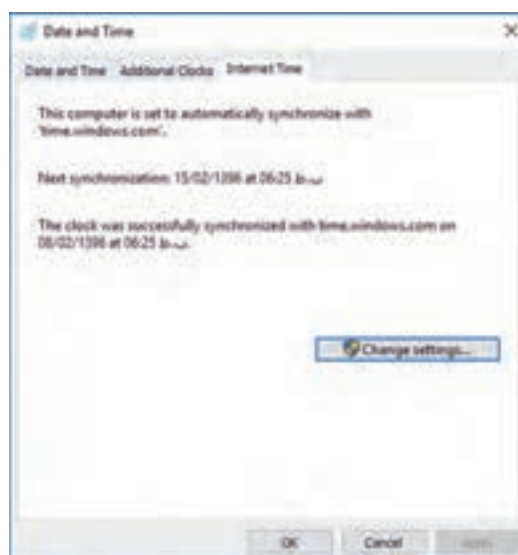 Date and Time
Date and Time Additional Clocks Internet Time
This computer is set to automatically synchronize with
'time.windows.com'.
Next synchronization: 15/02/1396 at 06:25 ب.ظ
The clock was successfully synchronized with time.windows.com on
08/02/1396 at 06:25 ب.ظ.
Change settings...
OK Cancel Apply